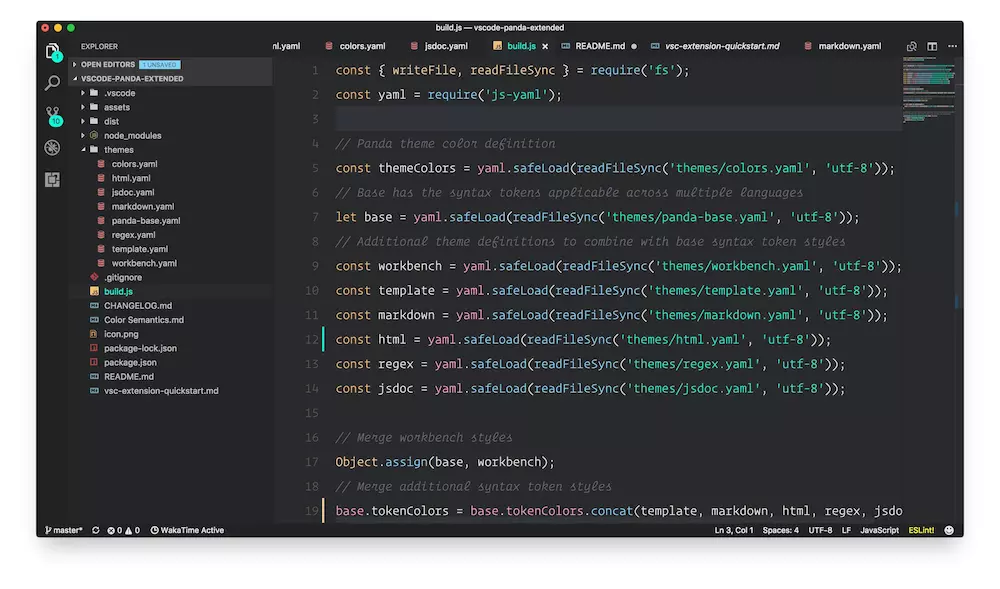 build.js — vscode-panda-extended
EXPLORER
OPEN EDITORS 1 UNSAVED
VSCODE-PANDA-EXTENDED
.vscode
assets
dist
node_modules
themes
colors.yaml
html.yaml
jsdoc.yaml
markdown.yaml
panda-base.yaml
regex.yaml
template.yaml
workbench.yaml
.gitignore
build.js
CHANGELOG.md
Color Semantics.md
icon.png
package-lock.json
package.json
README.md
vsc-extension-quickstart.md
1
10
nl.yaml colors.yaml jsdoc.yaml build.js × README.md vsc-extension-quickstart.md markdown.yaml
1 const { writeFile, readFileSync } = require('fs');
2 const yaml = require('js-yaml');
3
4 // Panda theme color definition
5 const themeColors = yaml.safeLoad(readFileSync('themes/colors.yaml', 'utf-8'));
6 // Base has the syntax tokens applicable across multiple languages
7 let base = yaml.safeLoad(readFileSync('themes/panda-base.yaml', 'utf-8'));
8 // Additional theme definitions to combine with base syntax token styles
9 const workbench = yaml.safeLoad(readFileSync('themes/workbench.yaml', 'utf-8'));
10 const template = yaml.safeLoad(readFileSync('themes/template.yaml', 'utf-8'));
11 const markdown = yaml.safeLoad(readFileSync('themes/markdown.yaml', 'utf-8'));
12 const html = yaml.safeLoad(readFileSync('themes/html.yaml', 'utf-8'));
13 const regex = yaml.safeLoad(readFileSync('themes/regex.yaml', 'utf-8'));
14 const jsdoc = yaml.safeLoad(readFileSync('themes/jsdoc.yaml', 'utf-8'));
15
16 // Merge workbench styles
17 Object.assign(base, workbench);
18 // Merge additional syntax token styles
19 base.tokenColors = base.tokenColors.concat(template, markdown, html, regex, jsdo
master* 0 0 WakaTime Active Ln 3, Col 1 Spaces: 4 UTF-8 LF JavaScript ESLint!